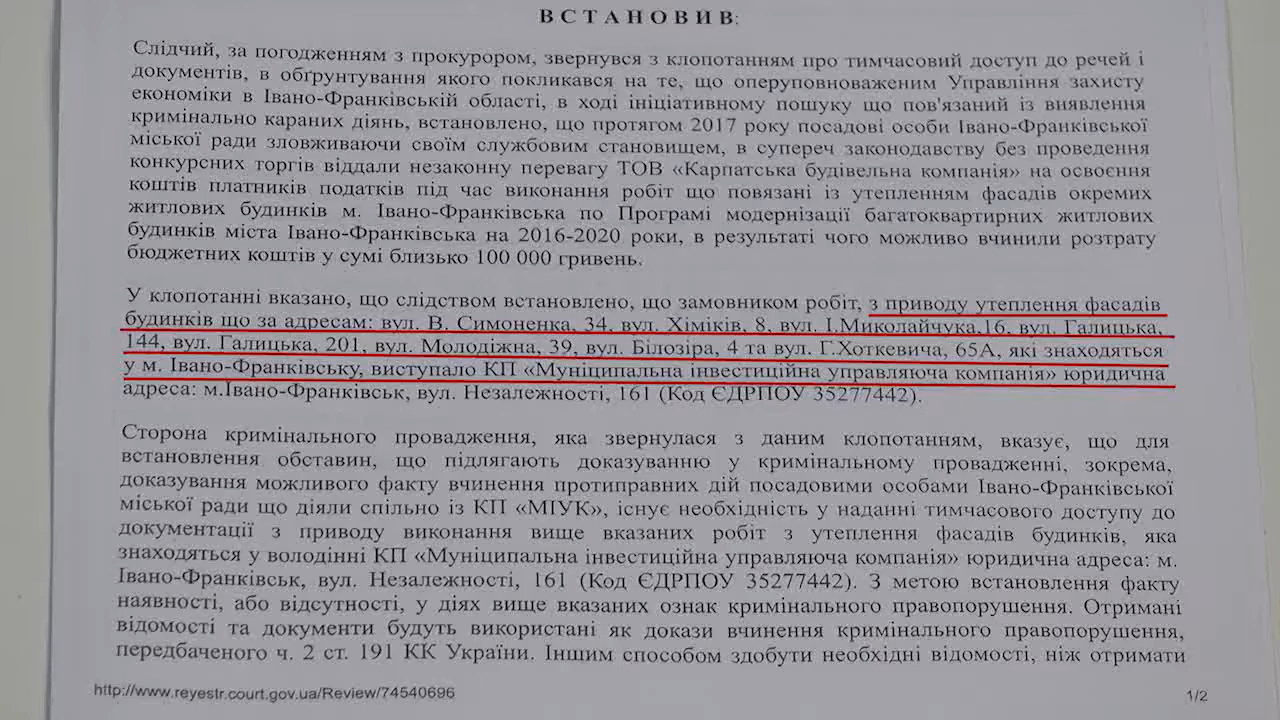 ВСТАНОВИВ:
Слідчий, за погодженням з прокурором, звернувся з клопотанням про тимчасовий доступ до речей і
документів, в обґрунтування якого покликався на те, що оперуповноваженим Управління захисту
економіки в Івано-Франківській області, в ході ініціативному пошуку що пов'язаний із виявлення
кримінально караних діянь, встановлено, що протягом 2017 року посадові особи Івано-Франківської
міської ради зловживаючи своїм службовим становищем, в супереч законодавству без проведення
конкурсних торгів віддали незаконну перевагу ТОВ «Карпатська будівельна компанія» на освоєння
коштів платників податків під час виконання робіт що повязані із утепленням фасадів окремих
житлових будинків м. Івано-Франківська по Програмі модернізації багатоквартирних житлових
будинків міста Івано-Франківська на 2016-2020 роки, в результаті чого можливо вчинили розтрату
бюджетних коштів у сумі близько 100 000 гривень.
У клопотанні вказано, що слідством встановлено, що замовником робіт, з приводу утеплення фасадів
будинків що за адресам: вул. В. Симоненка, 34, вул. Хіміків, 8, вул. І.Миколайчука,16, вул. Галицька,
144, вул. Галицька, 201, вул. Молодіжна, 39, вул. Білозіра, 4 та вул. Г.Хоткевича, 65А, які знаходяться
у м. Івано-Франківську, виступало КП «Муніципальна інвестиційна управляюча компанія» юридична
адреса: м.Івано-Франківськ, вул. Незалежності, 161 (Код ЄДРПОУ 35277442).
Сторона кримінального провадження, яка звернулася з даним клопотанням, вказує, що для
встановлення обставин, що підлягають доказуванню у кримінальному провадженні, зокрема,
доказування можливого факту вчинення протиправних дій посадовими особами Івано-Франківської
міської ради що діяли спільно із КП «МІУК», існує необхідність у наданні тимчасового доступу до
документації з приводу виконання вище вказаних робіт з утеплення фасадів будинків, яка
знаходяться у володінні КП «Муніципальна інвестиційна управляюча компанія» юридична адреса: м.
Івано-Франківськ, вул. Незалежності, 161 (Код ЄДРПОУ 35277442). З метою встановлення факту
наявності, або відсутності, у діях вище вказаних ознак кримінального правопорушення. Отримані
відомості та документи будуть використані як докази вчинення кримінального правопорушення,
передбаченого ч. 2 ст. 191 КК України. Іншим способом здобути необхідні відомості, ніж отримати
http://www.reyestr.court.gov.ua/Review/74540696
1/2